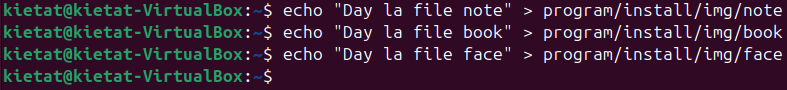 kietat@kietat-VirtualBox:~$ echo "Day la file note" > program/install/img/note
kietat@kietat-VirtualBox:~$ echo "Day la file book" > program/install/img/book
kietat@kietat-VirtualBox:~$ echo "Day la file face" > program/install/img/face
kietat@kietat-VirtualBox:~$